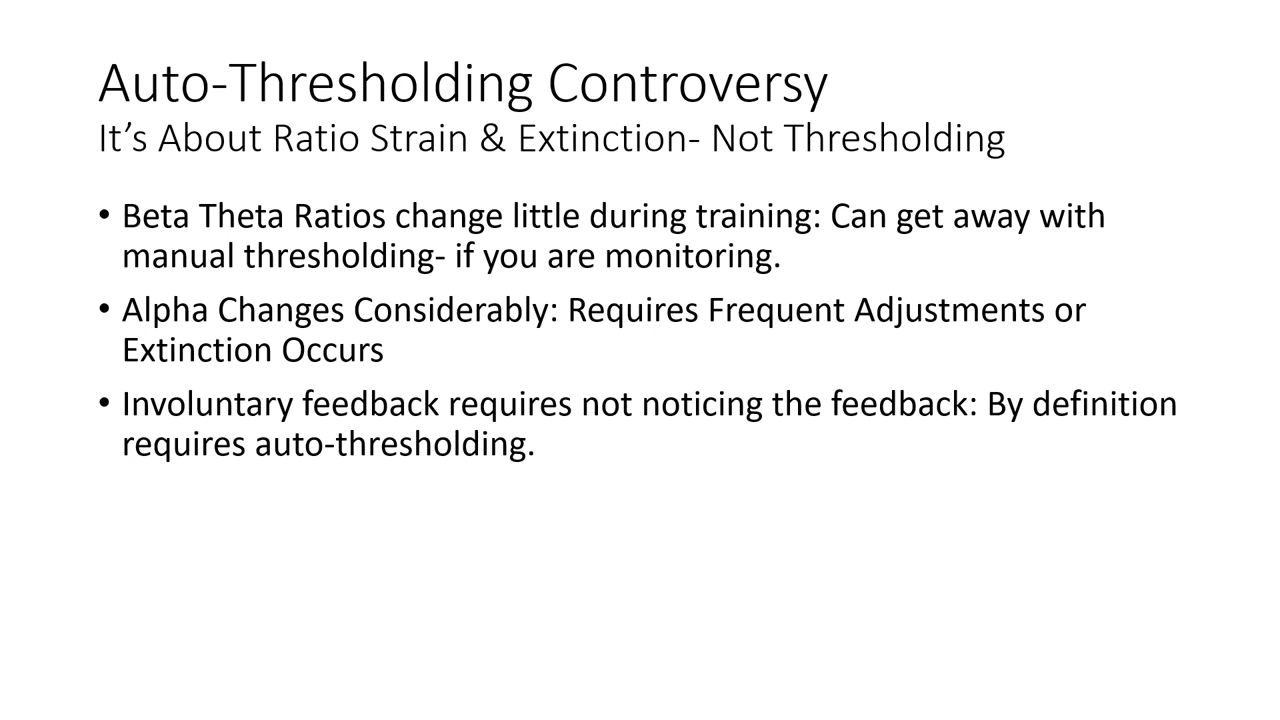 Auto-Thresholding Controversy
It’s About Ratio Strain & Extinction- Not Thresholding
• Beta Theta Ratios change little during training: Can get away with
manual thresholding- if you are monitoring.
• Alpha Changes Considerably: Requires Frequent Adjustments or
Extinction Occurs
• Involuntary feedback requires not noticing the feedback: By definition
requires auto-thresholding.